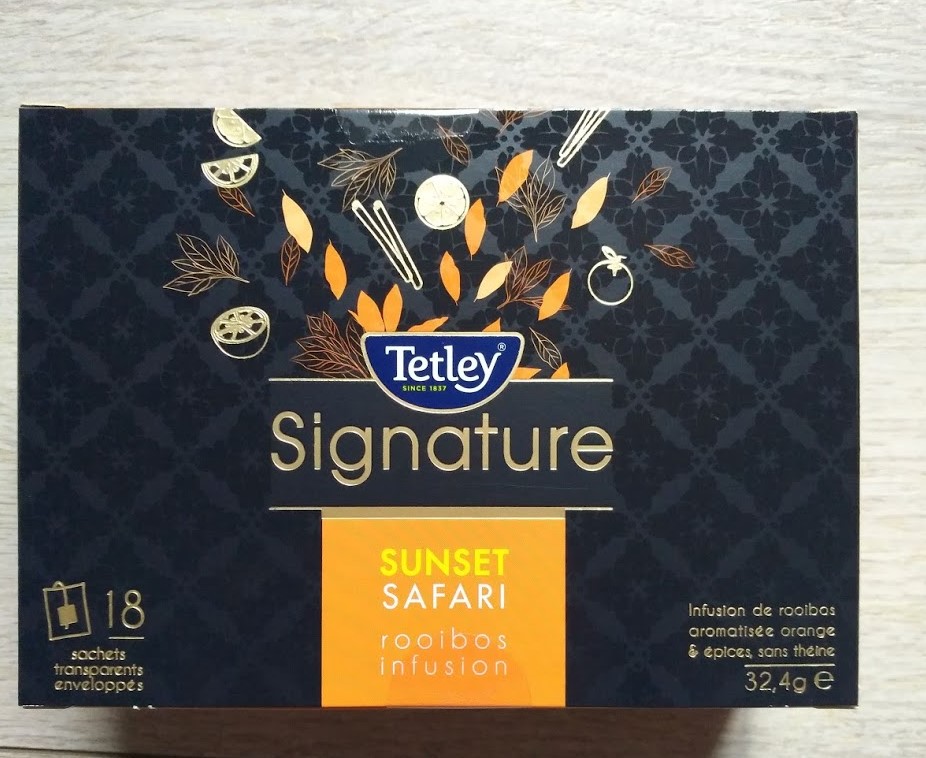 Tetley®
SINCE 1837
Signature
SUNSET
SAFARI
rooibos
infusion
18
sachets
transparents
enveloppés
Infusion de rooibos
aromatisée orange
& épices, sans théine
32,4g e